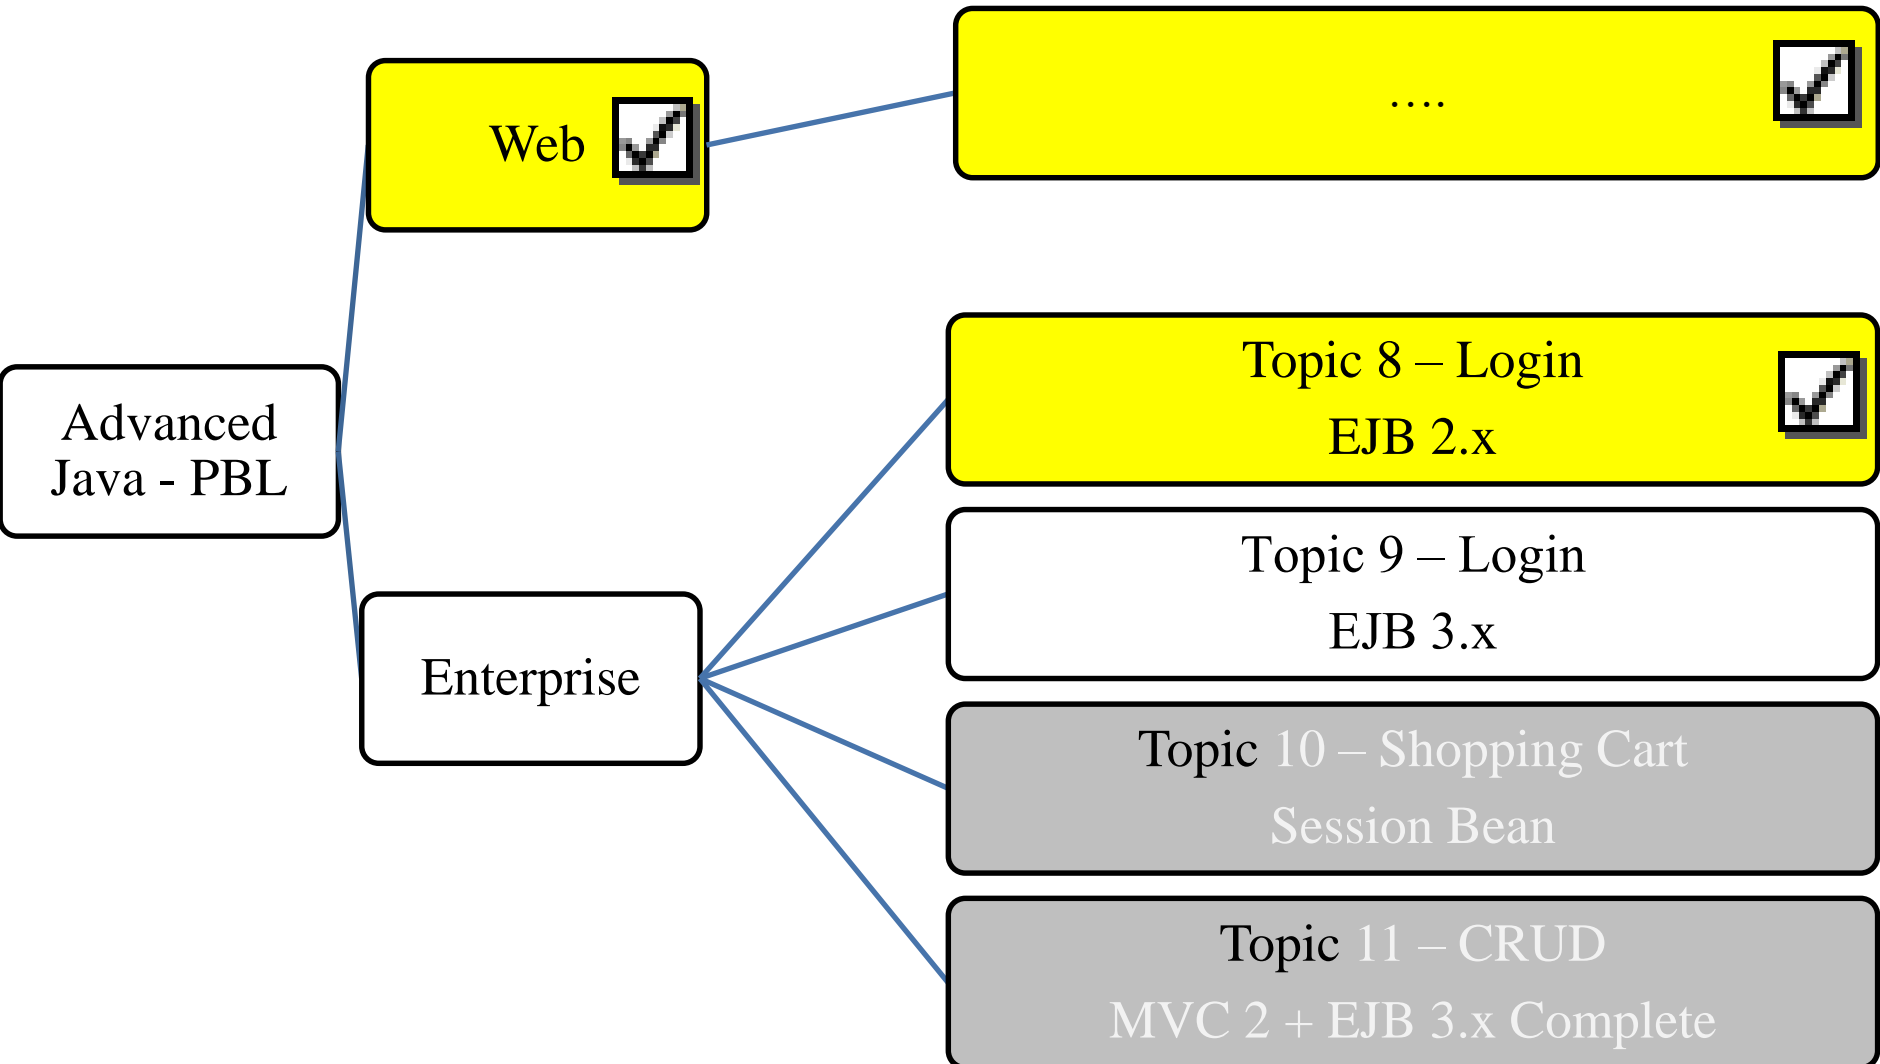 Web
....
Advanced
Java - PBL
Enterprise
Topic 8 – Login
EJB 2.x
Topic 9 – Login
EJB 3.x
Topic 10 – Shopping Cart
Session Bean
Topic 11 – CRUD
MVC 2 + EJB 3.x Complete